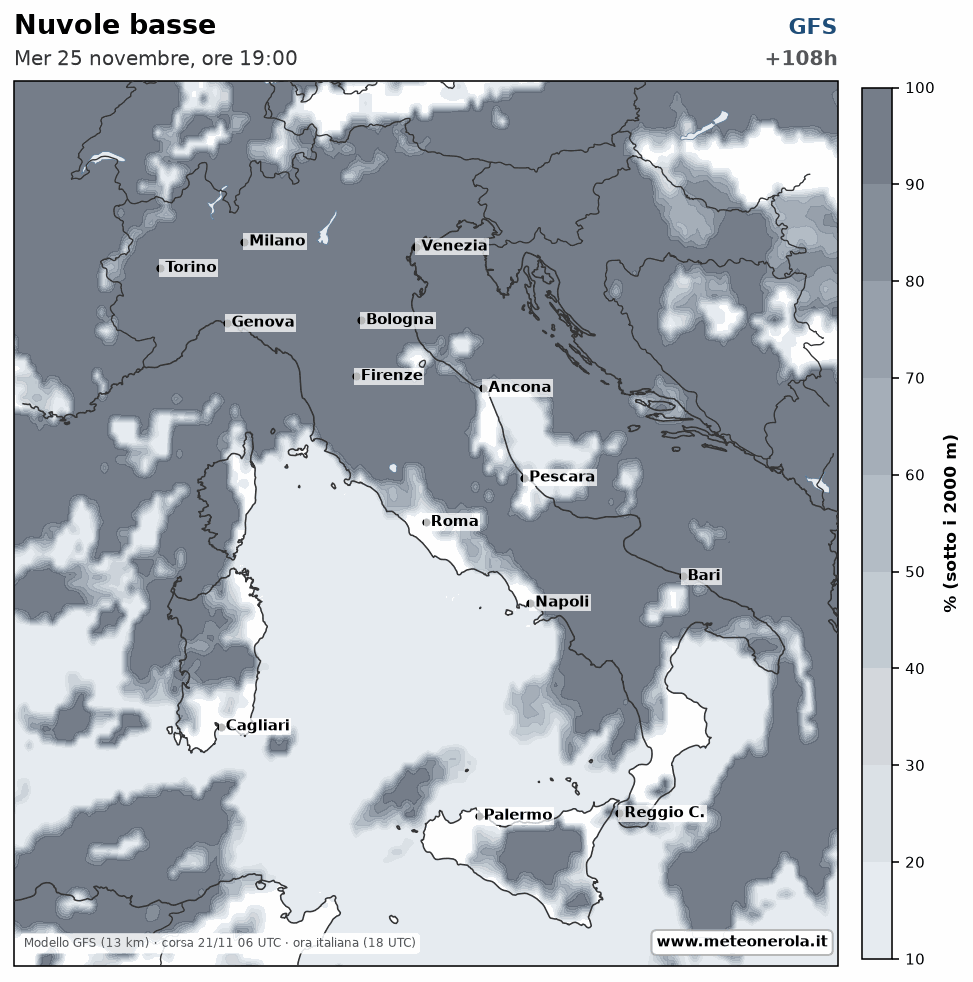 Nuvole basse
GFS
Mer 25 novembre, ore 19:00
+108h
Milano
Venezia
Torino
Genova
Bologna
Firenze
Ancona
Pescara
Roma
Bari
Napoli
Cagliari
Palermo
Reggio C.
Modello GFS (13 km) · corsa 21/11 06 UTC · ora italiana (18 UTC)
www.meteonerola.it
100
90
80
70
60
50
40
30
20
10
% (sotto i 2000 m)